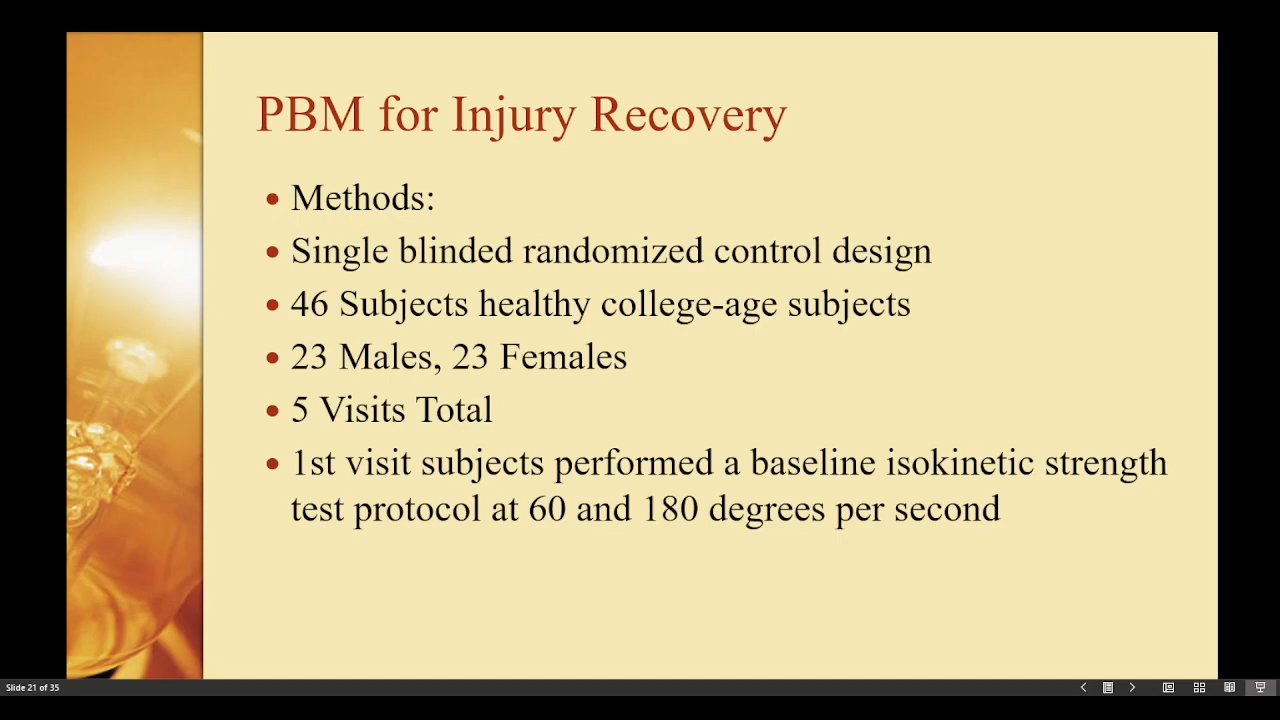 PBM for Injury Recovery
• Methods:
• Single blinded randomized control design
• 46 Subjects healthy college-age subjects
• 23 Males, 23 Females
• 5 Visits Total
• 1st visit subjects performed a baseline isokinetic strength
test protocol at 60 and 180 degrees per second
Slide 21 of 35